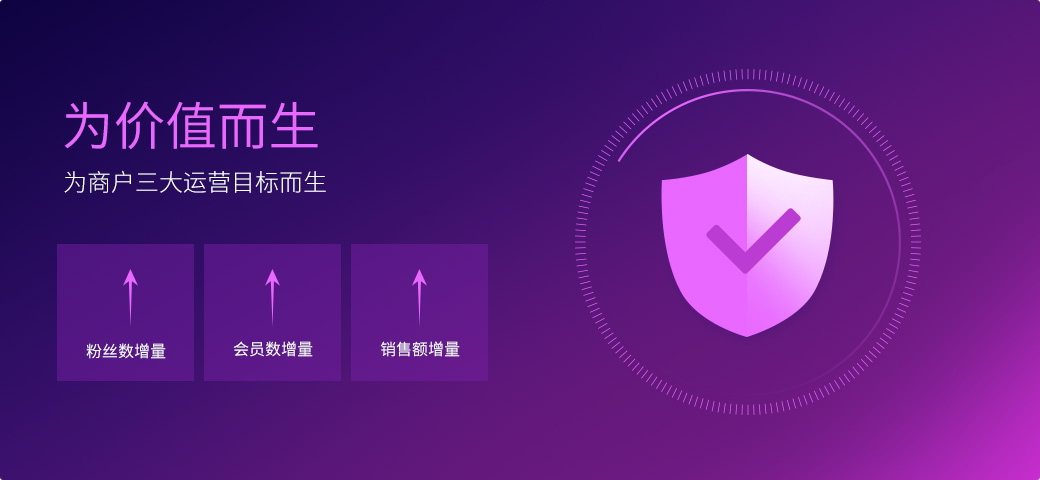 为价值而生
为商户三大运营目标而生
粉丝数增量
会员数增量
销售额增量